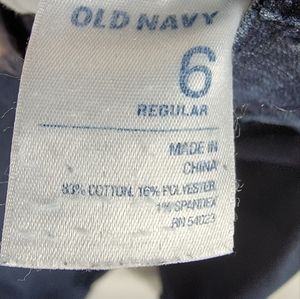 OLD NAVY
6
REGULAR
MADE IN
CHINA
83% COTTON, 16% POLYESTER
1% SPANDEX
RN 54023